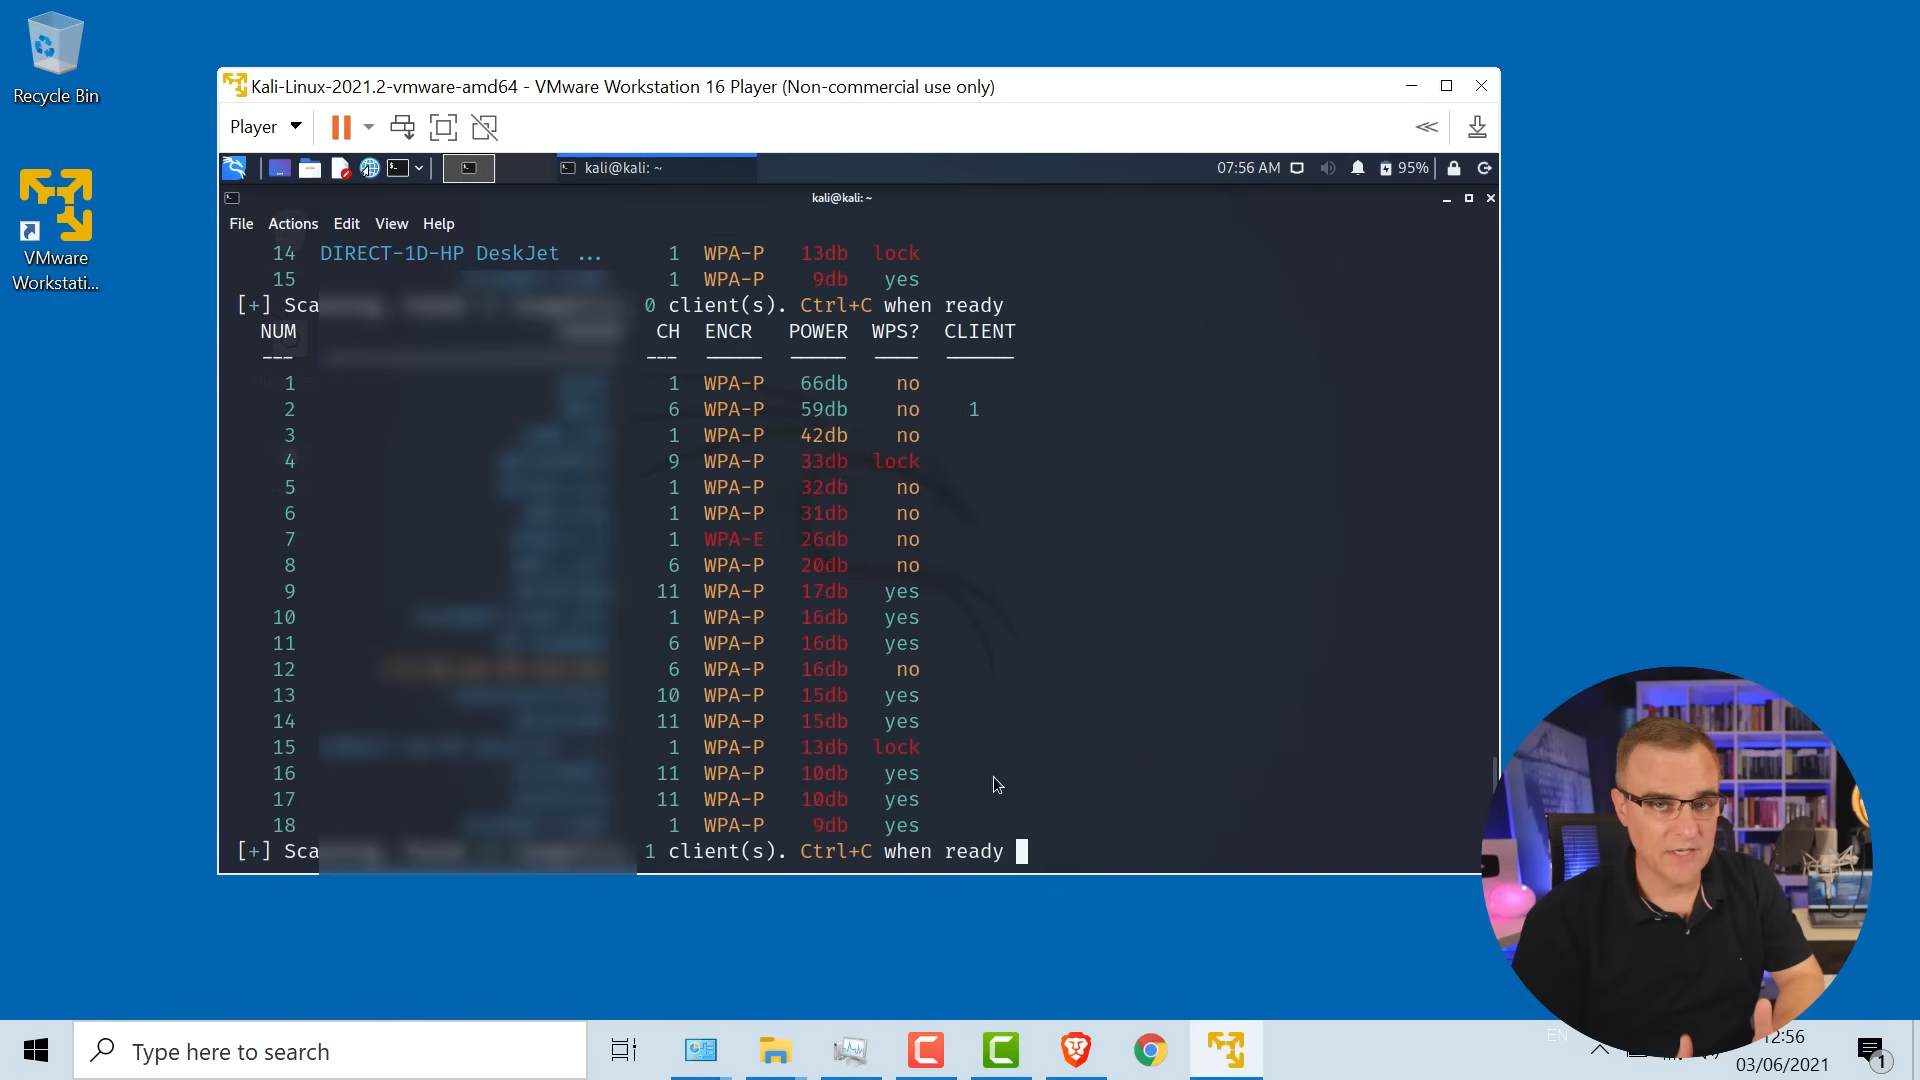 Recycle Bin
VMware
Workstati...
Kali-Linux-2021.2-vmware-amd64 - VMware Workstation 16 Player (Non-commercial use only)
Player
kali@kali: ~
07:56 AM
95%
kali@kali: ~
File Actions Edit View Help
14 DIRECT-1D-HP DeskJet ... 1 WPA-P 13db lock
15 1 WPA-P 9db yes
[+] Sca 0 client(s). Ctrl+C when ready
NUM CH ENCR POWER WPS? CLIENT
--- --- ---- ----- ---- ------
1 1 WPA-P 66db no
2 6 WPA-P 59db no 1
3 1 WPA-P 42db no
4 9 WPA-P 33db lock
5 1 WPA-P 32db no
6 1 WPA-P 31db no
7 1 WPA-E 26db no
8 6 WPA-P 20db no
9 11 WPA-P 17db yes
10 1 WPA-P 16db yes
11 6 WPA-P 16db yes
12 6 WPA-P 16db no
13 10 WPA-P 15db yes
14 11 WPA-P 15db yes
15 1 WPA-P 13db lock
16 11 WPA-P 10db yes
17 11 WPA-P 10db yes
18 1 WPA-P 9db yes
[+] Sca 1 client(s). Ctrl+C when ready
Type here to search
EN
12:56
03/06/2021
1